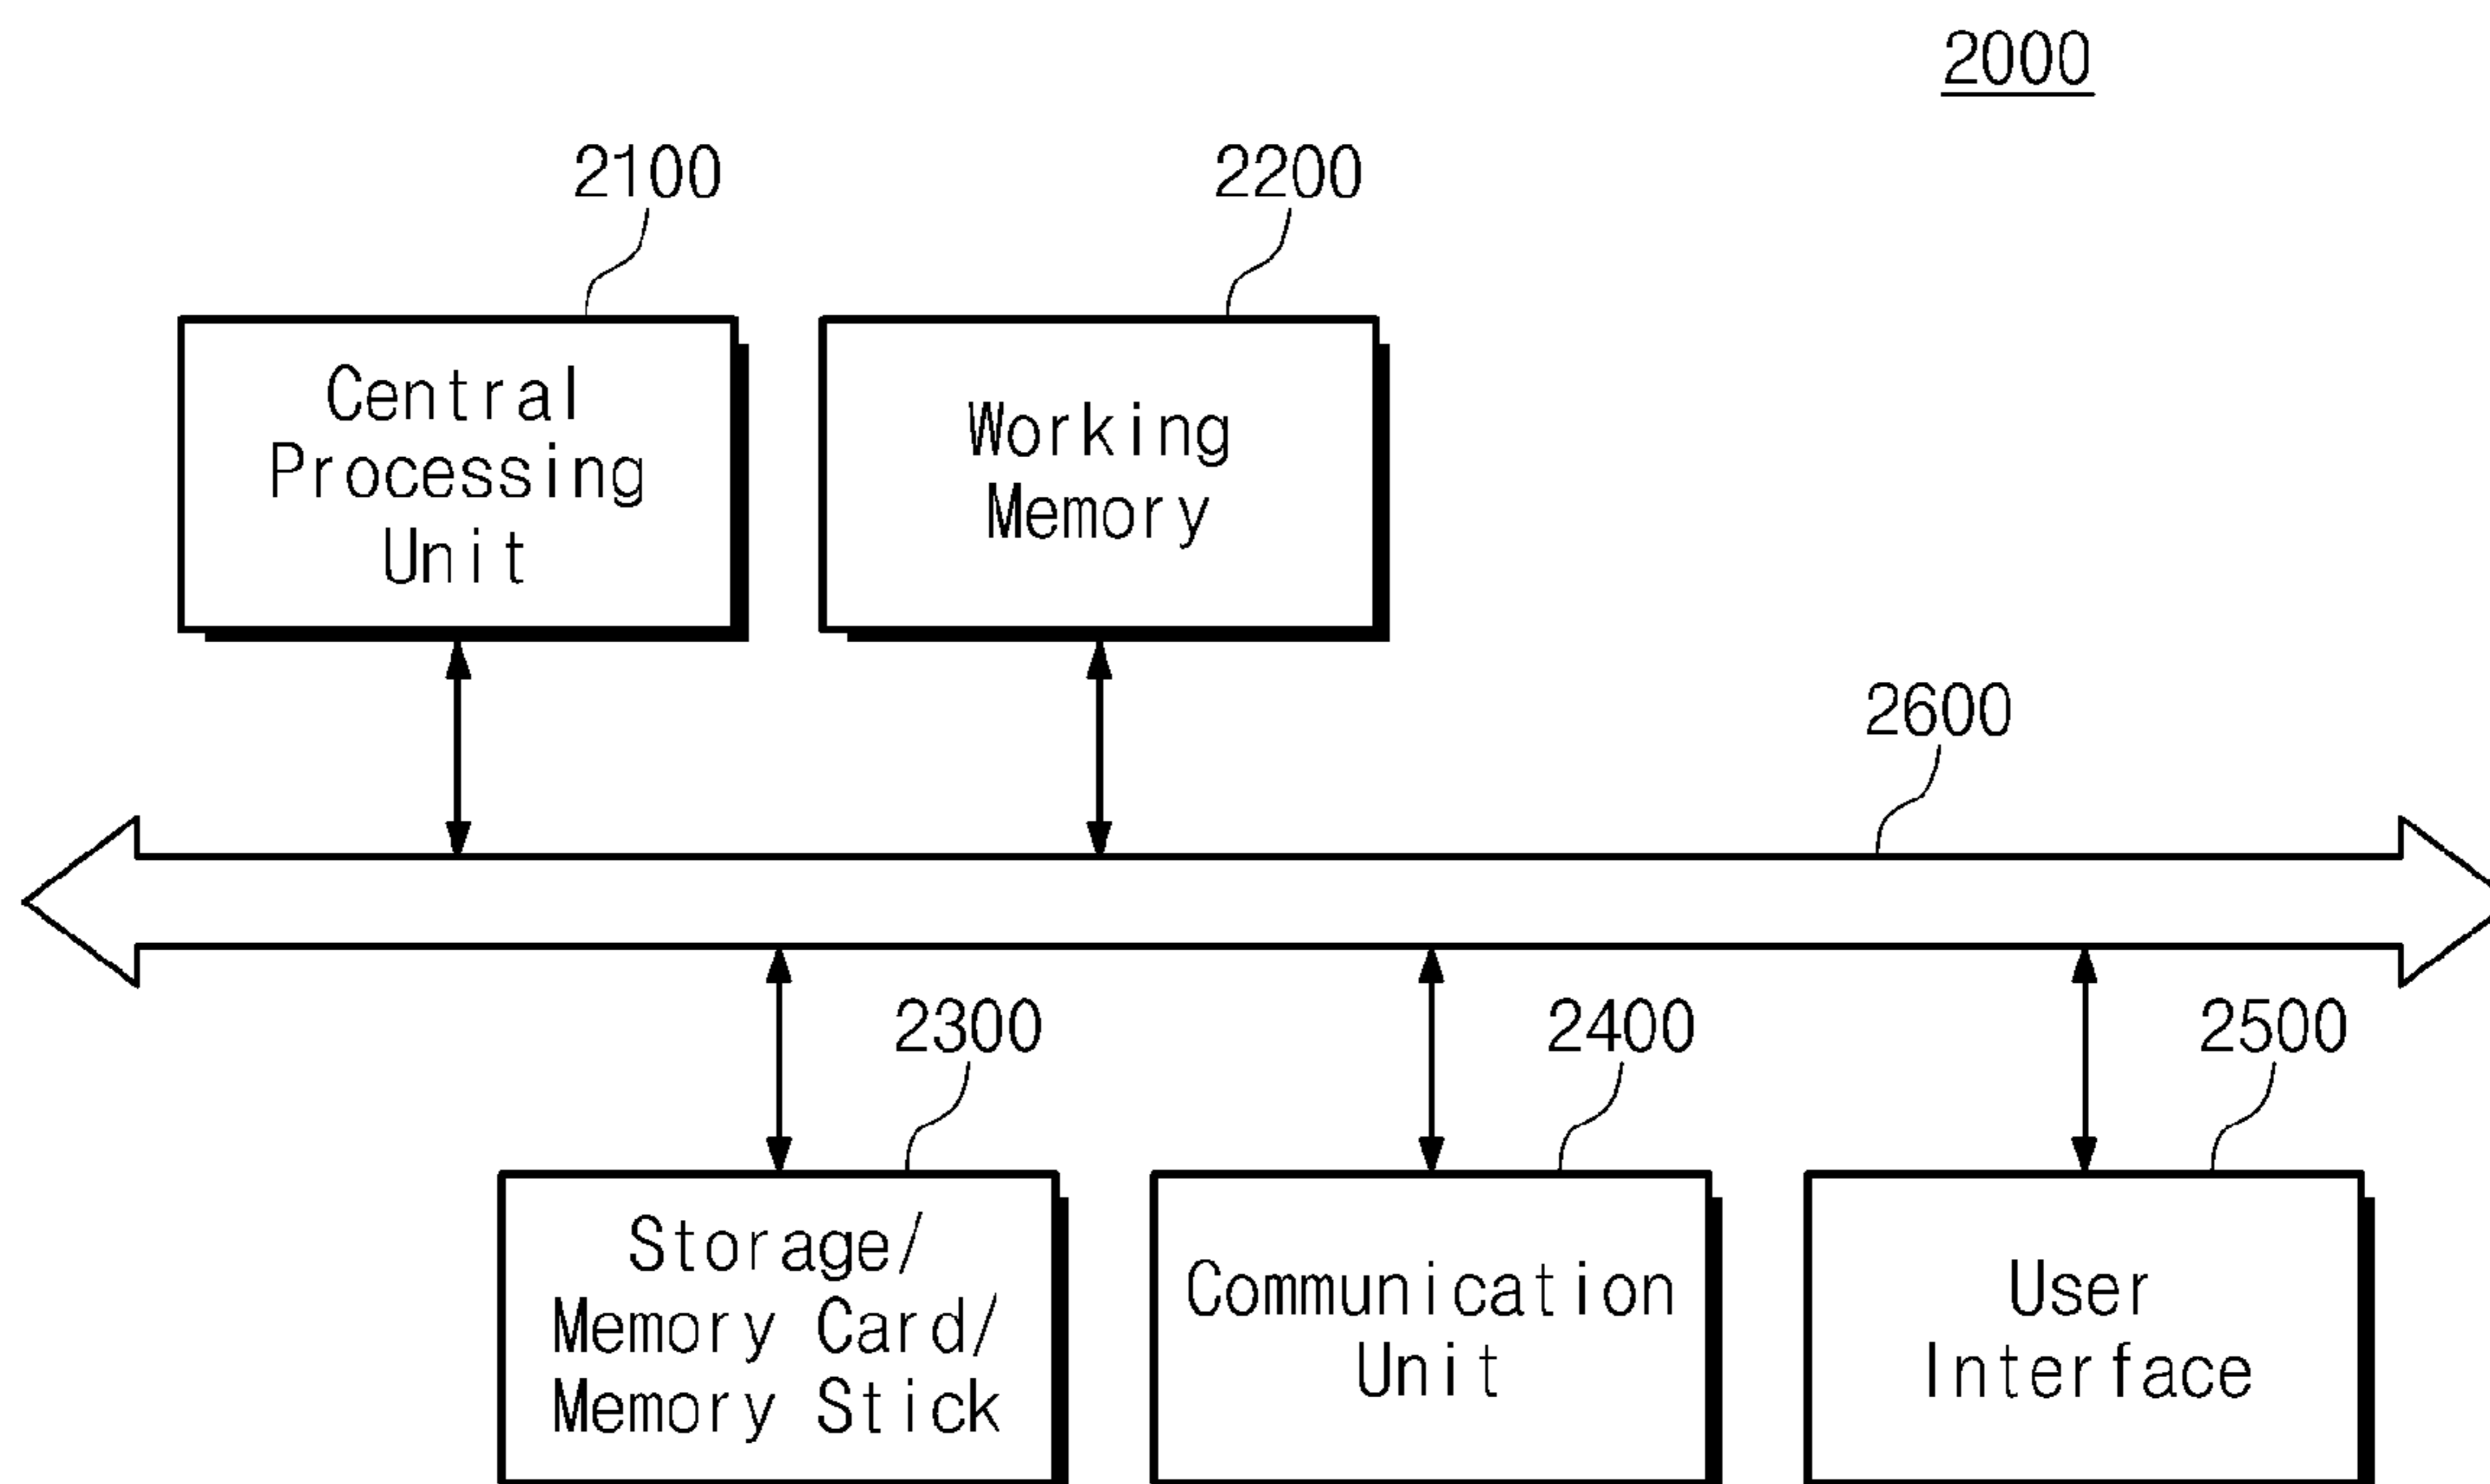 2000
2100
2200
Central
Processing
Unit
Working
Memory
2600
2300
2400
2500
Storage/
Memory Card/
Memory Stick
Communication
Unit
User
Interface